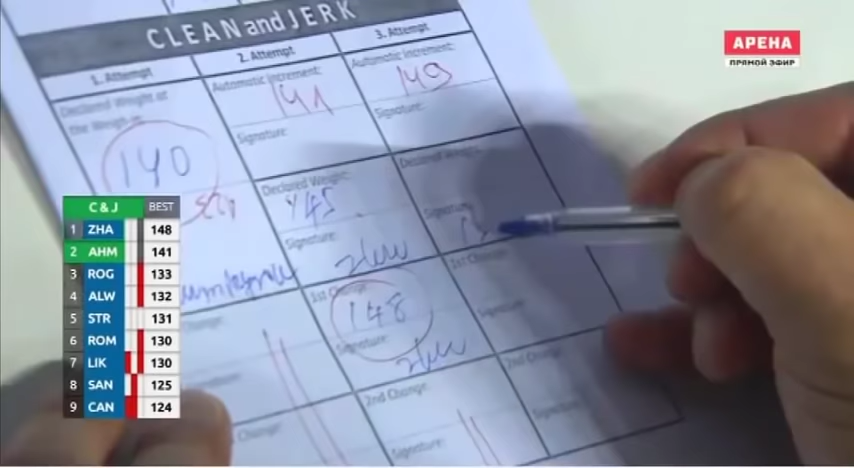 CLEAN and JERK
1. Attempt 2. Attempt 3. Attempt
Declared Weight at the Weigh-in: Automatic Increment: Automatic Increment:
140 141 149
Signature: Signature:
Declared Weight: Declared Weight:
145
Signature: Signature:
1st Change: 1st Change:
148
Signature: Signature:
Change: 2nd Change: 2nd Change:
Signature: Signature:
АРЕНА
ПРЯМОЙ ЭФИР
C & J BEST
1 ZHA 148
2 AHM 141
3 ROG 133
4 ALW 132
5 STR 131
6 ROM 130
7 LIK 130
8 SAN 125
9 CAN 124